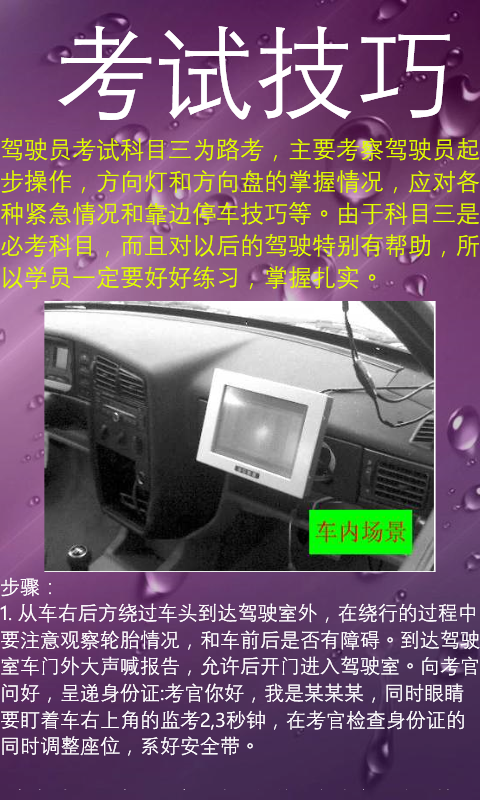 考试技巧
驾驶员考试科目三为路考，主要考察驾驶员起
步操作，方向灯和方向盘的掌握情况，应对各
种紧急情况和靠边停车技巧等。由于科目三是
必考科目，而且对以后的驾驶特别有帮助，所
以学员一定要好好练习，掌握扎实。
车内场景
步骤：
1. 从车右后方绕过车头到达驾驶室外，在绕行的过程中
要注意观察轮胎情况，和车前后是否有障碍。到达驾驶
室车门外大声喊报告，允许后开门进入驾驶室。向考官
问好，呈递身份证:考官你好，我是某某某，同时眼睛
要盯着车右上角的监考2,3秒钟，在考官检查身份证的
同时调整座位，系好安全带。